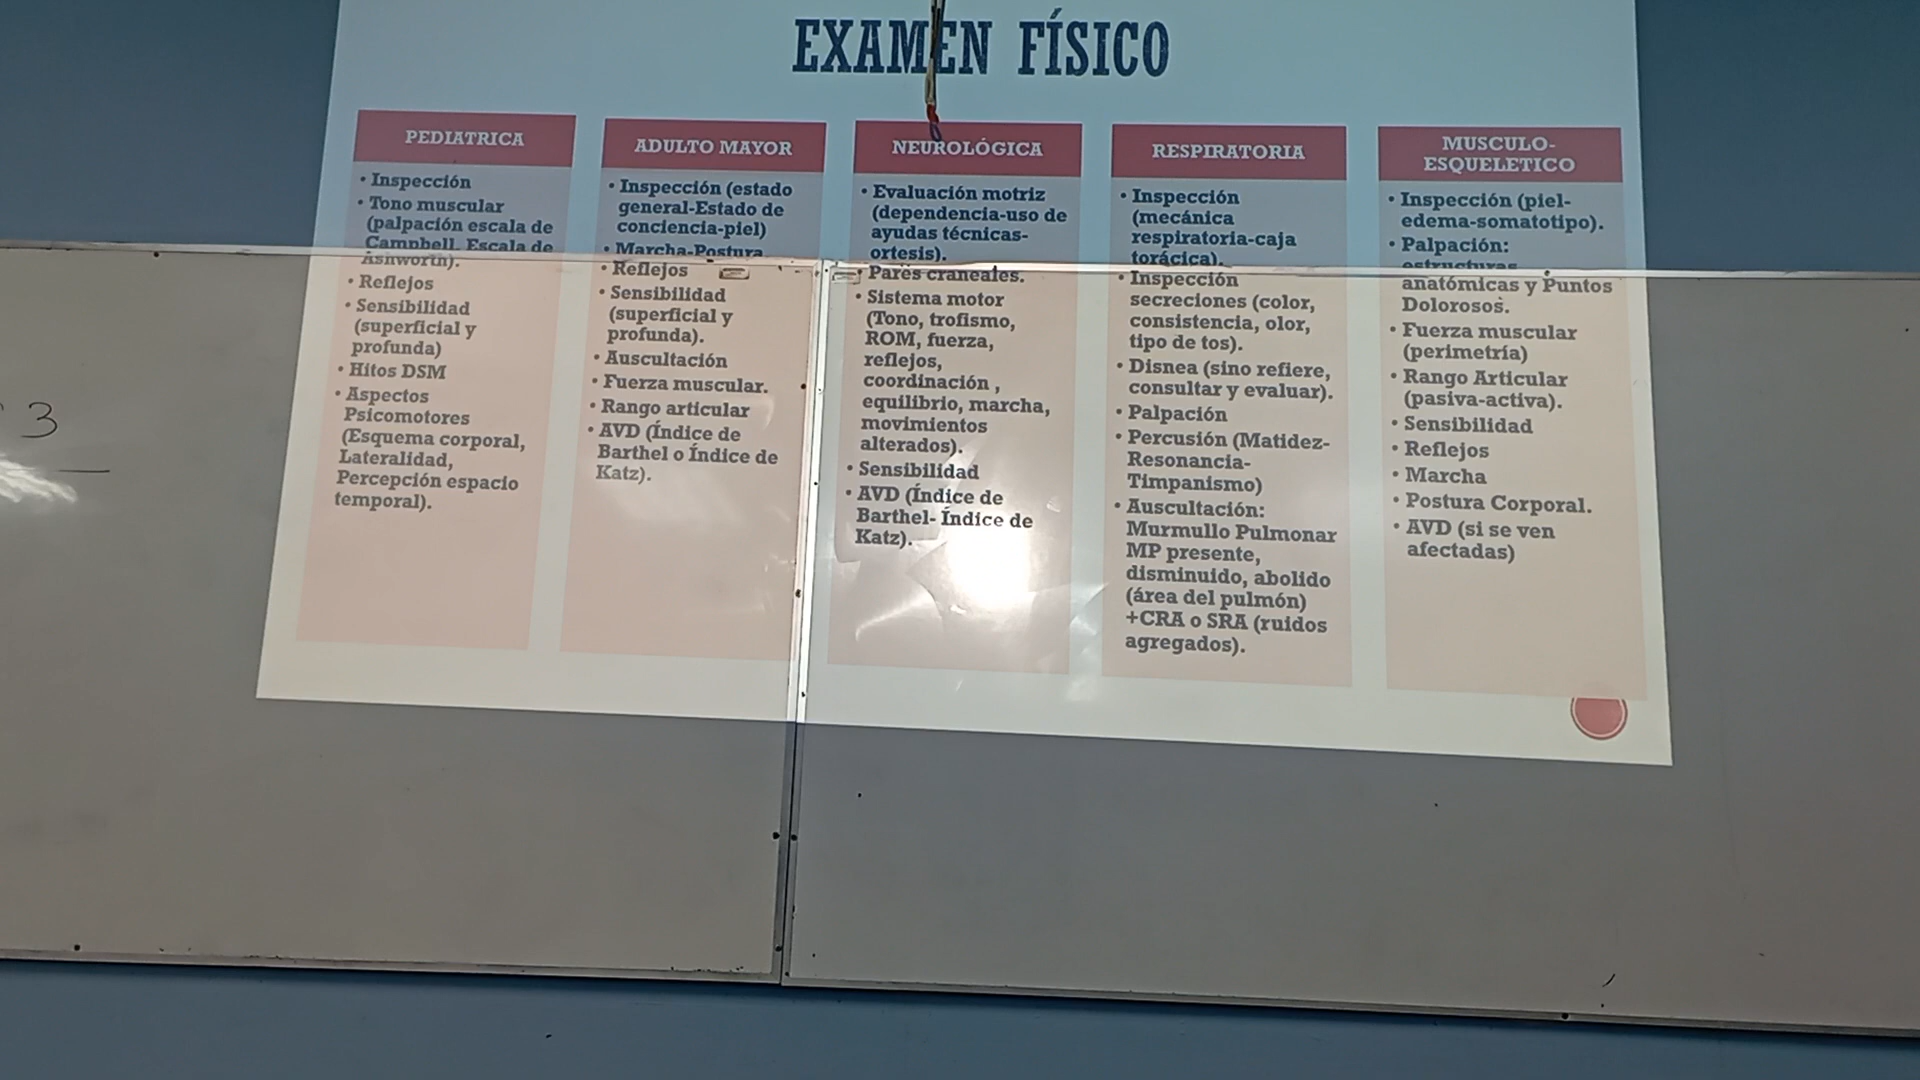 EXAMEN FÍSICO
PEDIATRICA
• Inspección
• Tono muscular
(palpación escala de
Campbell. Escala de
Ashworth).
• Reflejos
• Sensibilidad
(superficial y
profunda)
• Hitos DSM
• Aspectos
Psicomotores
(Esquema corporal,
Lateralidad,
Percepción espacio
temporal).
ADULTO MAYOR
• Inspección (estado
general-Estado de
conciencia-piel)
• Marcha-Postura
• Reflejos
• Sensibilidad
(superficial y
profunda).
• Auscultación
• Fuerza muscular.
• Rango articular
• AVD (Índice de
Barthel o Índice de
Katz).
NEUROLÓGICA
• Evaluación motriz
(dependencia-uso de
ayudas técnicas-
ortesis).
• Pares craneales.
• Sistema motor
(Tono, trofismo,
ROM, fuerza,
reflejos,
coordinación ,
equilibrio, marcha,
movimientos
alterados).
• Sensibilidad
• AVD (Índice de
Barthel- Índice de
Katz).
RESPIRATORIA
• Inspección
(mecánica
respiratoria-caja
torácica).
• Inspección
secreciones (color,
consistencia, olor,
tipo de tos).
• Disnea (sino refiere,
consultar y evaluar).
• Palpación
• Percusión (Matidez-
Resonancia-
Timpanismo)
• Auscultación:
Murmullo Pulmonar
MP presente,
disminuido, abolido
(área del pulmón)
+CRA o SRA (ruidos
agregados).
MUSCULO-
ESQUELETICO
• Inspección (piel-
edema-somatotipo).
• Palpación:
estructuras
anatómicas y Puntos
Dolorosos.
• Fuerza muscular
(perimetría)
• Rango Articular
(pasiva-activa).
• Sensibilidad
• Reflejos
• Marcha
• Postura Corporal.
• AVD (si se ven
afectadas)
3